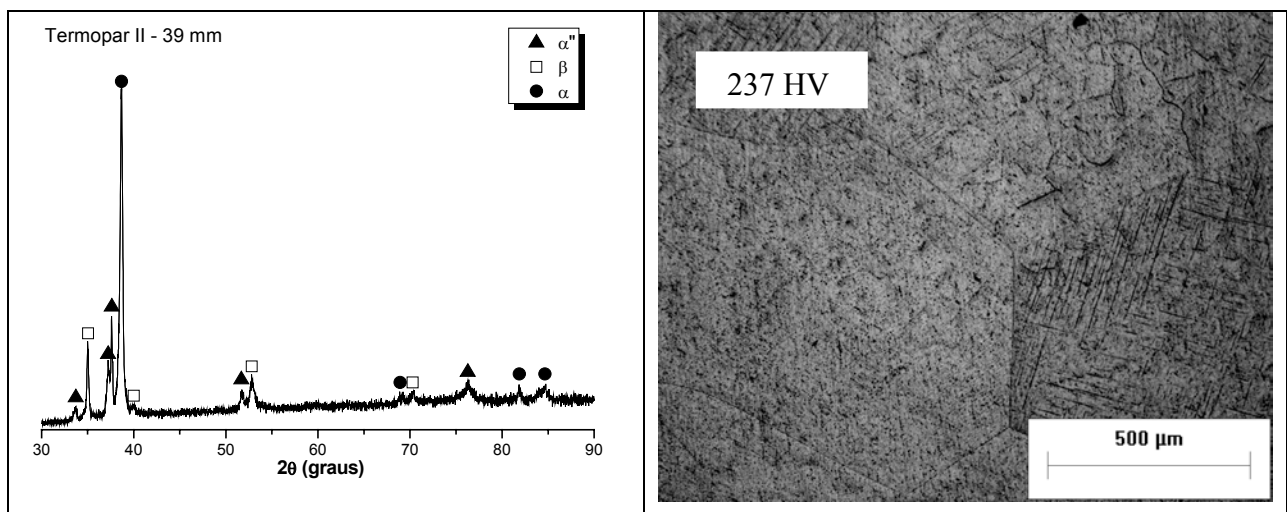 Termopar II - 39 mm
α"
β
α
30 40 50 60 70 80 90
2θ (graus)
237 HV
500 µm